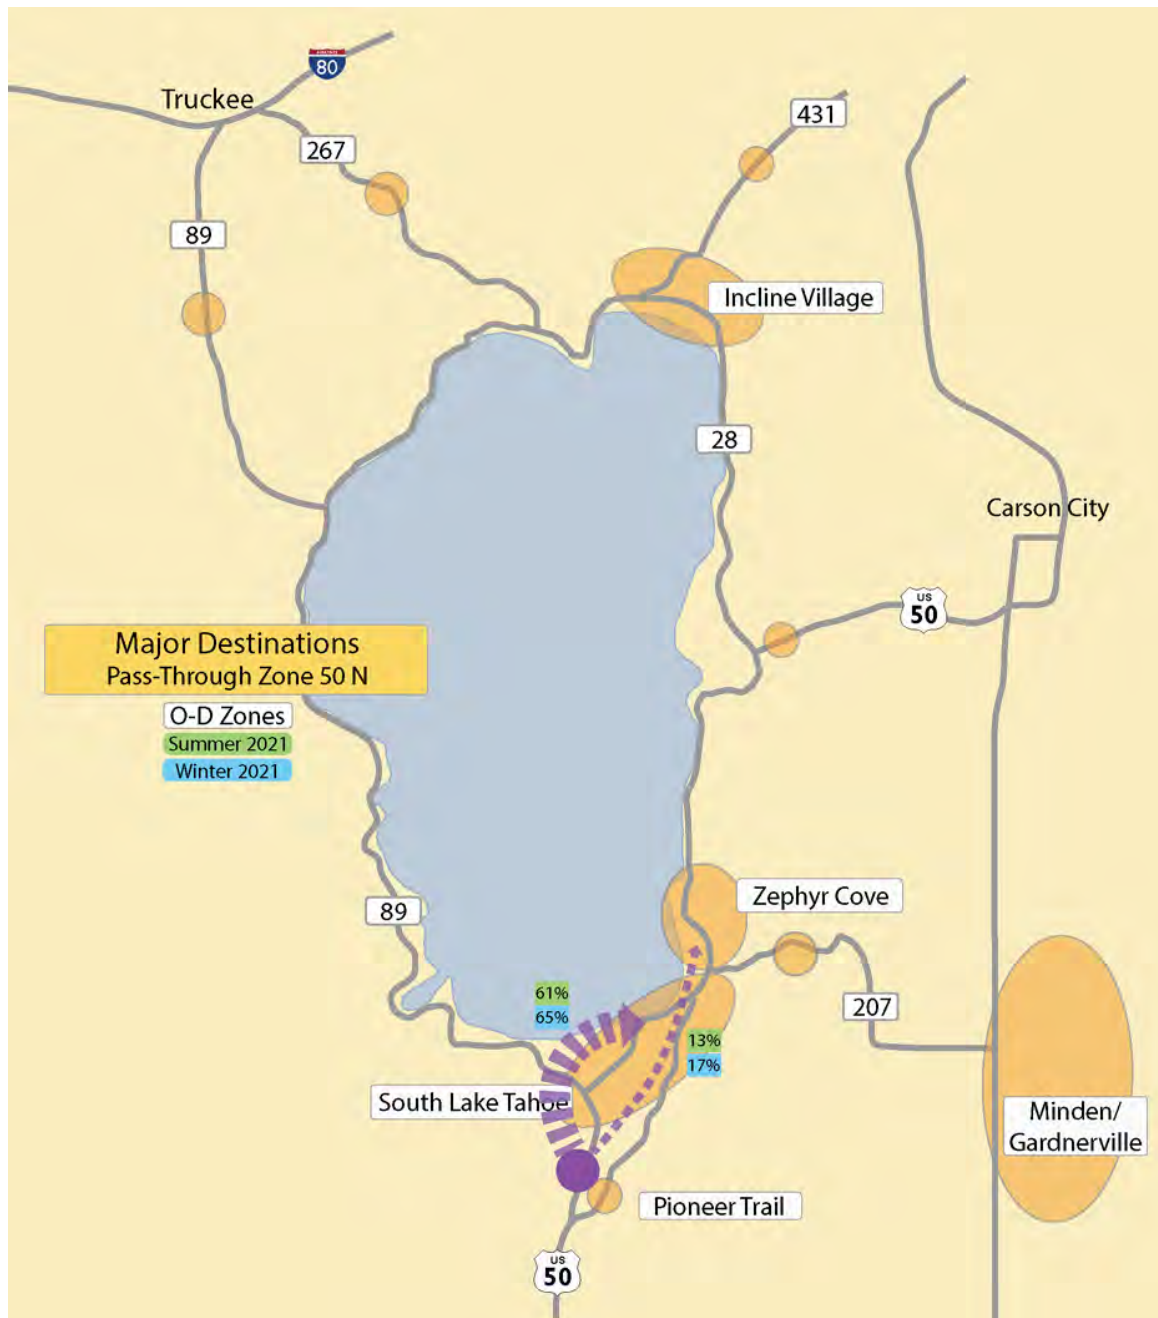 80
Truckee
431
267
89
Incline Village
28
Carson City
US
50
Major Destinations
Pass-Through Zone 50 N
O-D Zones
Summer 2021
Winter 2021
Zephyr Cove
89
61%
65%
207
13%
17%
South Lake Tahoe
Minden/
Gardnerville
Pioneer Trail
US
50